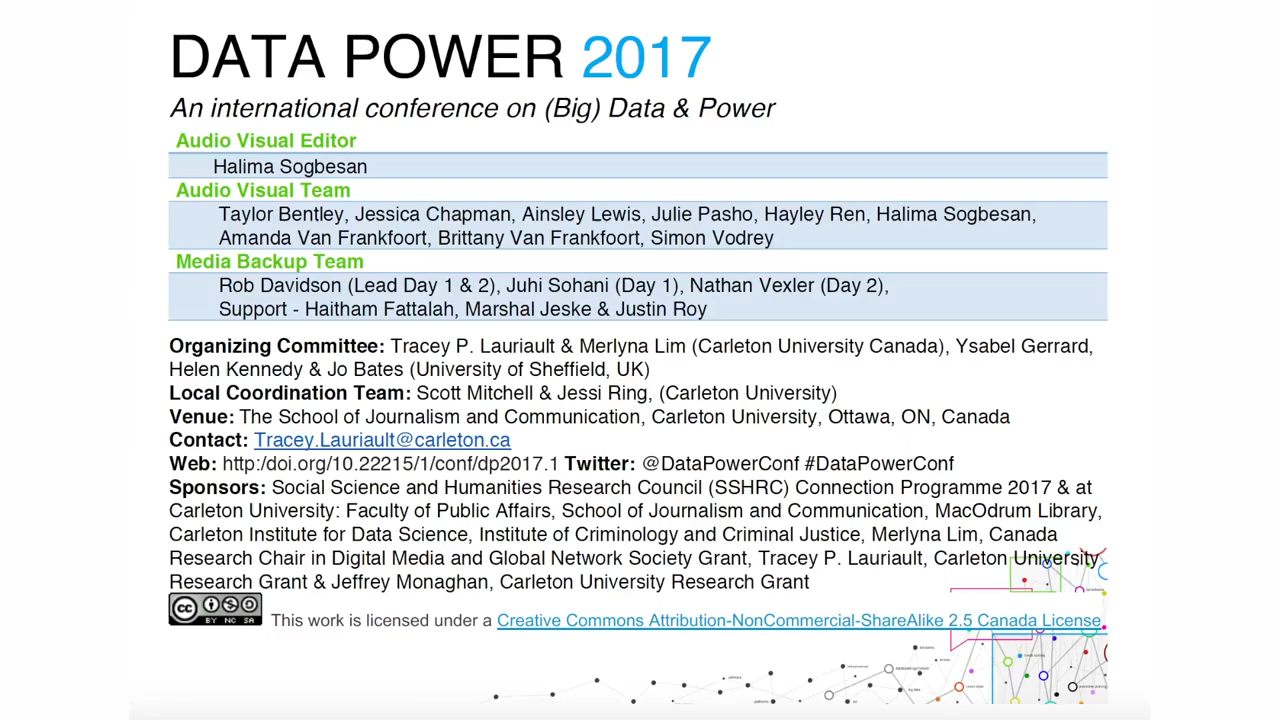 DATA POWER 2017
An international conference on (Big) Data & Power
Audio Visual Editor
Halima Sogbesan
Audio Visual Team
Taylor Bentley, Jessica Chapman, Ainsley Lewis, Julie Pasho, Hayley Ren, Halima Sogbesan,
Amanda Van Frankfoort, Brittany Van Frankfoort, Simon Vodrey
Media Backup Team
Rob Davidson (Lead Day 1 & 2), Juhi Sohani (Day 1), Nathan Vexler (Day 2),
Support - Haitham Fattalah, Marshal Jeske & Justin Roy
Organizing Committee: Tracey P. Lauriault & Merlyna Lim (Carleton University Canada), Ysabel Gerrard,
Helen Kennedy & Jo Bates (University of Sheffield, UK)
Local Coordination Team: Scott Mitchell & Jessi Ring, (Carleton University)
Venue: The School of Journalism and Communication, Carleton University, Ottawa, ON, Canada
Contact: Tracey.Lauriault@carleton.ca
Web: http:/doi.org/10.22215/1/conf/dp2017.1 Twitter: @DataPowerConf #DataPowerConf
Sponsors: Social Science and Humanities Research Council (SSHRC) Connection Programme 2017 & at
Carleton University: Faculty of Public Affairs, School of Journalism and Communication, MacOdrum Library,
Carleton Institute for Data Science, Institute of Criminology and Criminal Justice, Merlyna Lim, Canada
Research Chair in Digital Media and Global Network Society Grant, Tracey P. Lauriault, Carleton University
Research Grant & Jeffrey Monaghan, Carleton University Research Grant
cc BY NC SA This work is licensed under a Creative Commons Attribution-NonCommercial-ShareAlike 2.5 Canada License